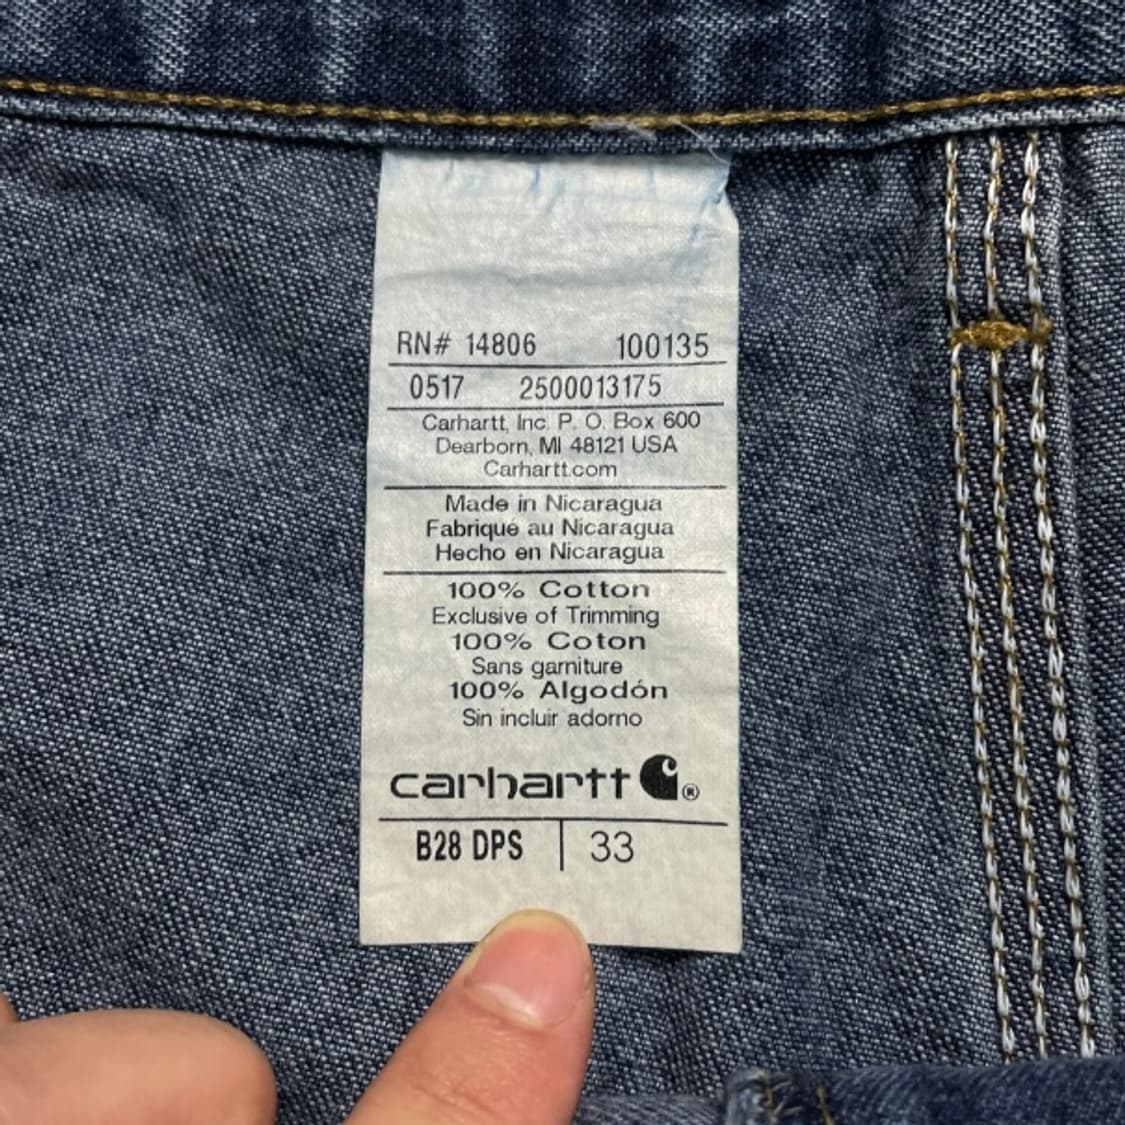 RN# 14806 100135
0517 2500013175
Carhartt, Inc. P. O. Box 600
Dearborn, MI 48121 USA
Carhartt.com
Made in Nicaragua
Fabriqué au Nicaragua
Hecho en Nicaragua
100% Cotton
Exclusive of Trimming
100% Coton
Sans garniture
100% Algodón
Sin incluir adorno
carhartt ®
B28 DPS | 33